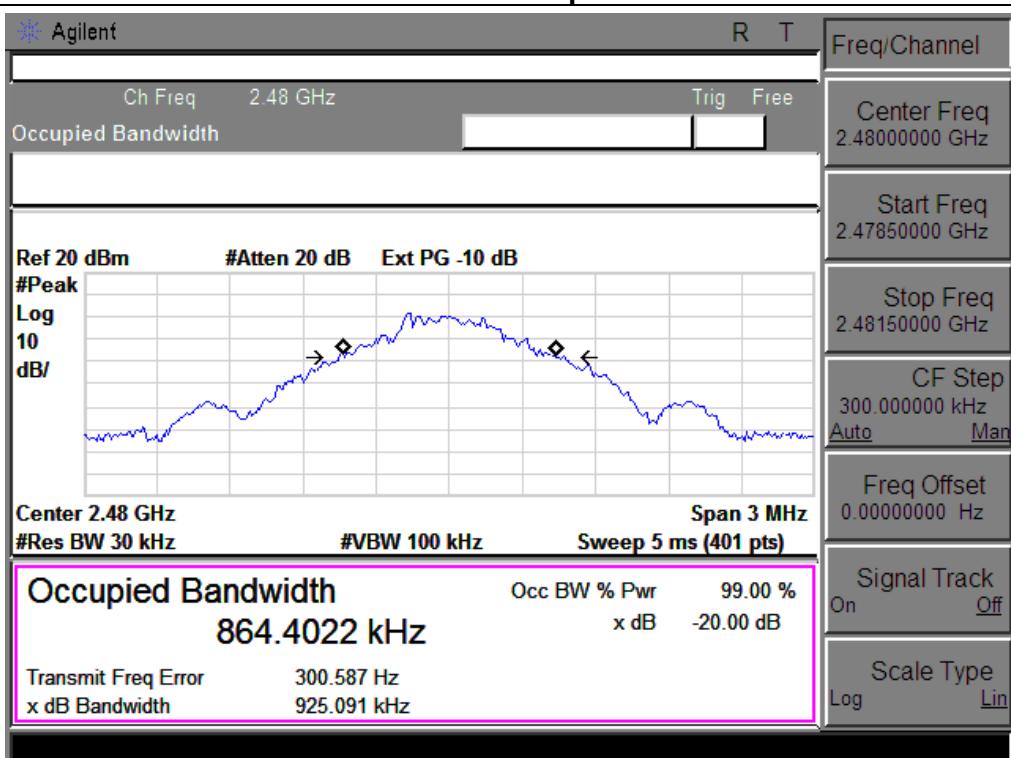 Agilent R T
Ch Freq 2.48 GHz Trig Free
Occupied Bandwidth
Ref 20 dBm #Atten 20 dB Ext PG -10 dB
#Peak
Log
10
dB/
Center 2.48 GHz Span 3 MHz
#Res BW 30 kHz #VBW 100 kHz Sweep 5 ms (401 pts)
Occupied Bandwidth Occ BW % Pwr 99.00 %
864.4022 kHz x dB -20.00 dB
Transmit Freq Error 300.587 Hz
x dB Bandwidth 925.091 kHz
Freq/Channel
Center Freq
2.48000000 GHz
Start Freq
2.47850000 GHz
Stop Freq
2.48150000 GHz
CF Step
300.000000 kHz
Auto Man
Freq Offset
0.00000000 Hz
Signal Track
On Off
Scale Type
Log Lin